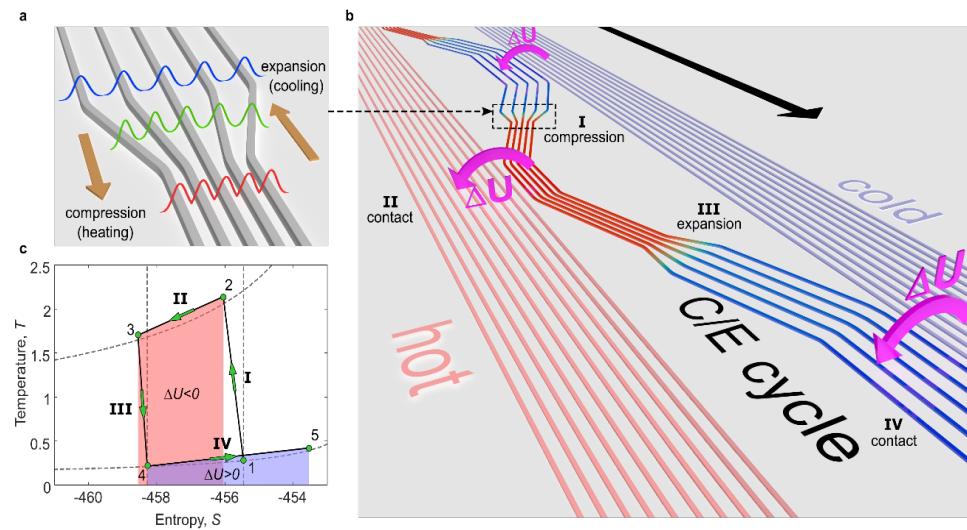 a
expansion
(cooling)
compression
(heating)
b
ΔU
I
compression
ΔU
II
contact
III
expansion
cold
ΔU
hot
C/E cycle
IV
contact
c
2.5
2
1.5
1
0.5
0
Temperature, T
-460
-458
-456
-454
Entropy, S
II
2
3
I
III
ΔU<0
IV
5
4
ΔU>0
1